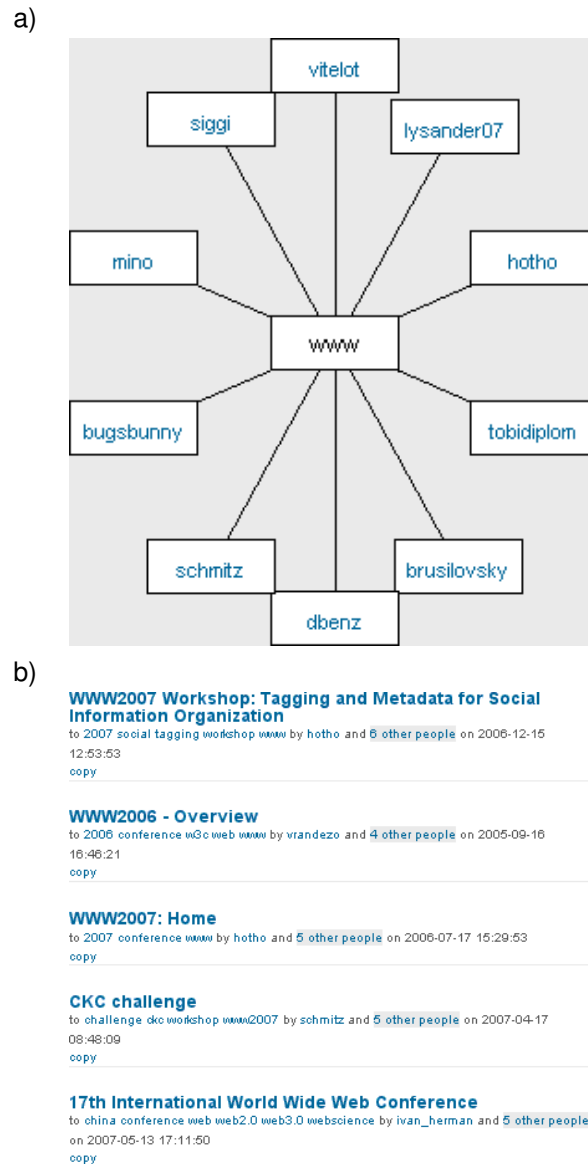 a)
vitelot
siggi
lysander07
mino
hotho
www
bugsbunny
tobidiplom
schmitz
brusilovsky
dbenz
b)
WWW2007 Workshop: Tagging and Metadata for Social
Information Organization
to 2007 social tagging workshop www by hotho and 6 other people on 2006-12-15
12:53:53
copy
WWW2006 - Overview
to 2006 conference w3c web www by vrandezo and 4 other people on 2005-09-16
16:46:21
copy
WWW2007: Home
to 2007 conference www by hotho and 5 other people on 2006-07-17 15:29:53
copy
CKC challenge
to challenge ckc workshop www2007 by schmitz and 5 other people on 2007-04-17
08:48:09
copy
17th International World Wide Web Conference
to china conference web web2.0 web3.0 webscience by ivan_herman and 5 other people
on 2007-05-13 17:11:50
copy